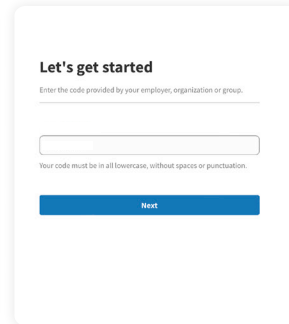 Let's get started
Enter the code provided by your employer, organization or group.
Your code must be in all lowercase, without spaces or punctuation.
Next